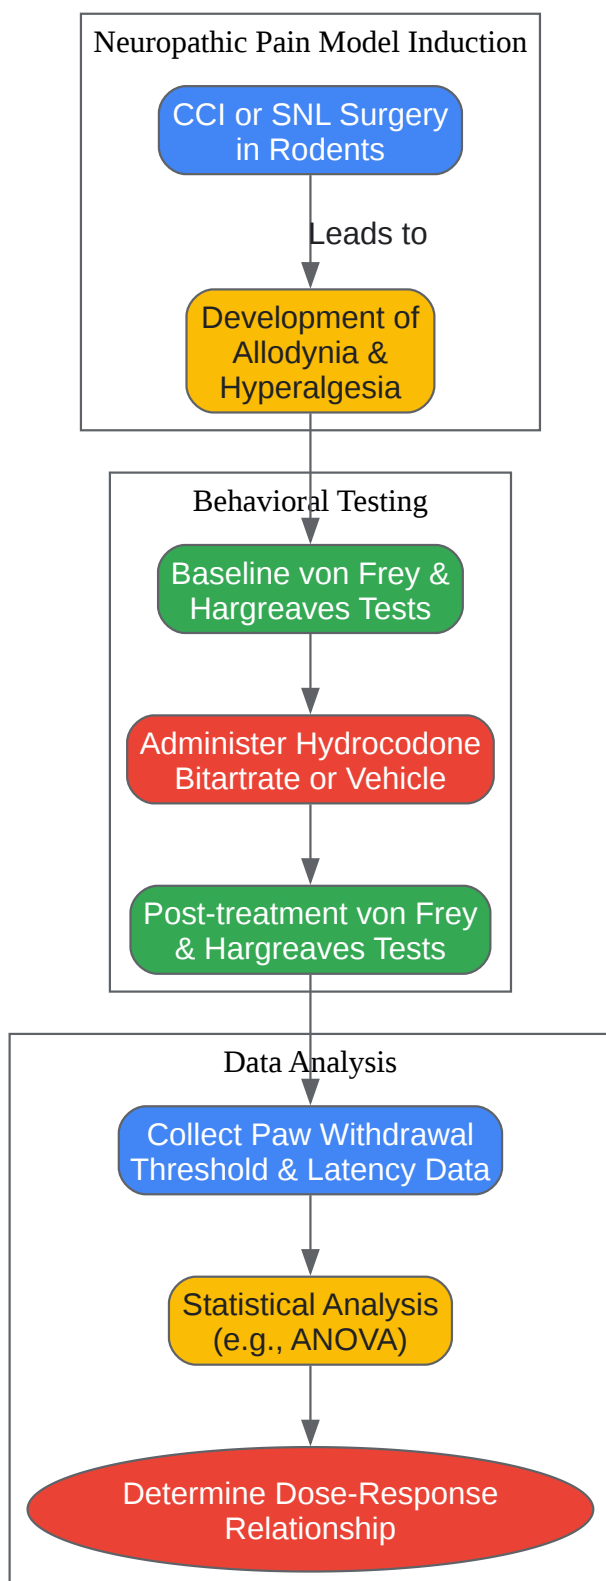 Neuropathic Pain Model Induction
CCI or SNL Surgery
in Rodents
Leads to
Development of
Allodynia &
Hyperalgesia
Behavioral Testing
Baseline von Frey &
Hargreaves Tests
Administer Hydrocodone
Bitartrate or Vehicle
Post-treatment von Frey
& Hargreaves Tests
Data Analysis
Collect Paw Withdrawal
Threshold & Latency Data
Statistical Analysis
(e.g., ANOVA)
Determine Dose-Response
Relationship